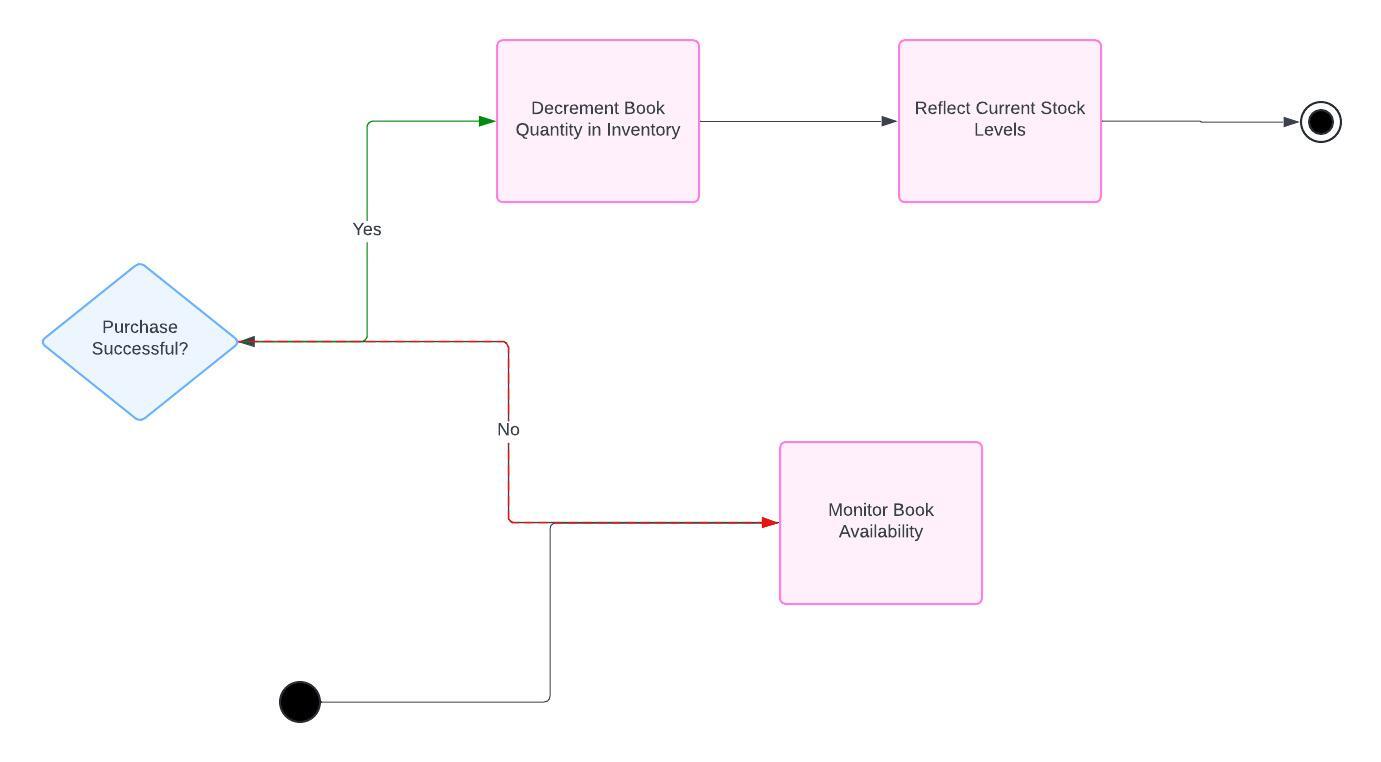 Decrement Book
Quantity in Inventory
Reflect Current Stock
Levels
Yes
Purchase
Successful?
No
Monitor Book
Availability